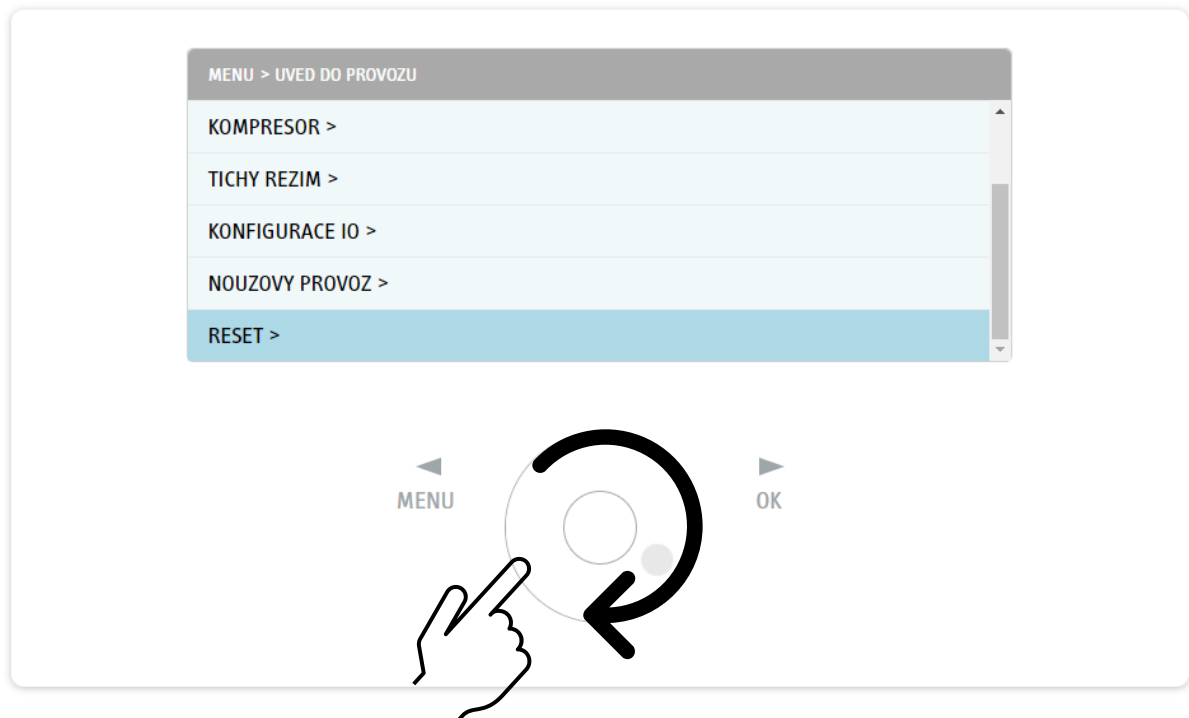 MENU > UVED DO PROVOZU
KOMPRESOR >
TICHY REZIM >
KONFIGURACE IO >
NOUZOVY PROVOZ >
RESET >
MENU
OK